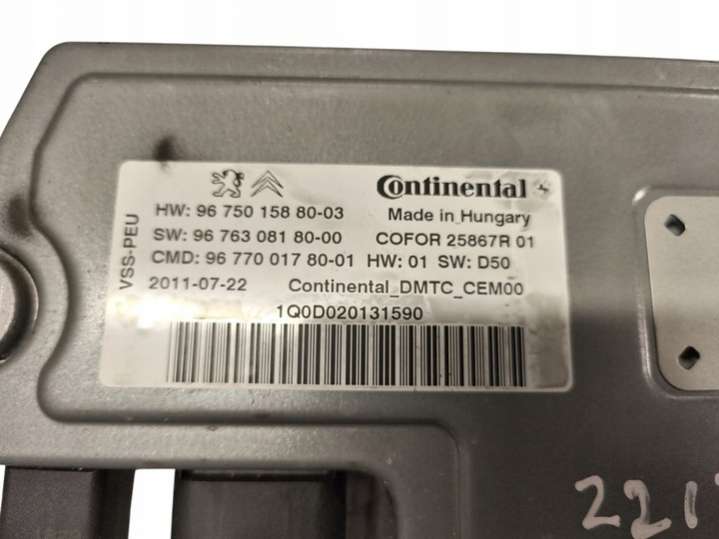 Continental
VSS-PEU
HW: 96 750 158 80-03 Made in Hungary
SW: 96 763 081 80-00 COFOR 25867R 01
CMD: 96 770 017 80-01 HW: 01 SW: D50
2011-07-22 Continental_DMTC_CEM00
1Q0D020131590
221